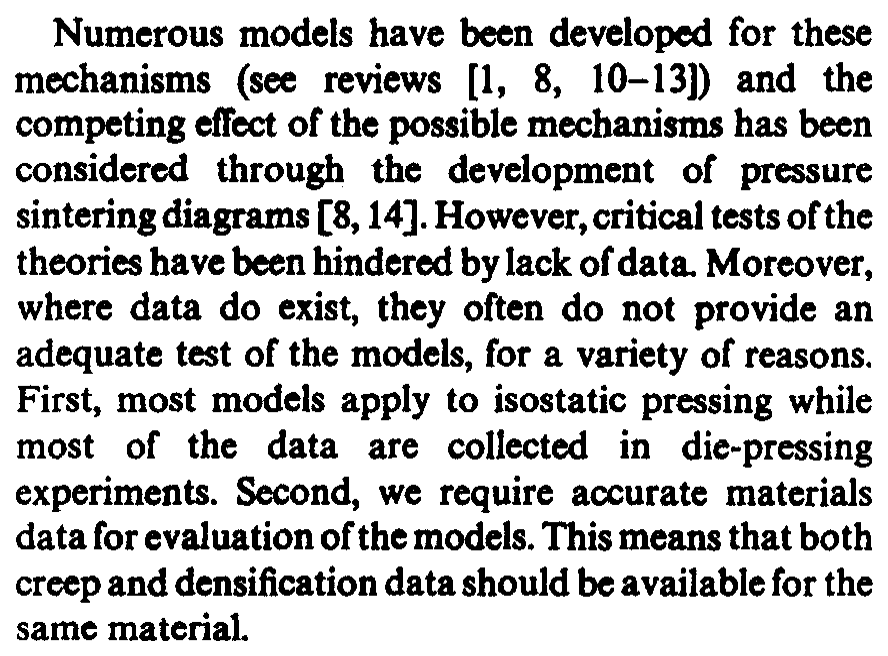 Numerous models have been developed for these
mechanisms (see reviews [1, 8, 10–13]) and the
competing effect of the possible mechanisms has been
considered through the development of pressure
sintering diagrams [8, 14]. However, critical tests of the
theories have been hindered by lack of data. Moreover,
where data do exist, they often do not provide an
adequate test of the models, for a variety of reasons.
First, most models apply to isostatic pressing while
most of the data are collected in die-pressing
experiments. Second, we require accurate materials
data for evaluation of the models. This means that both
creep and densification data should be available for the
same material.